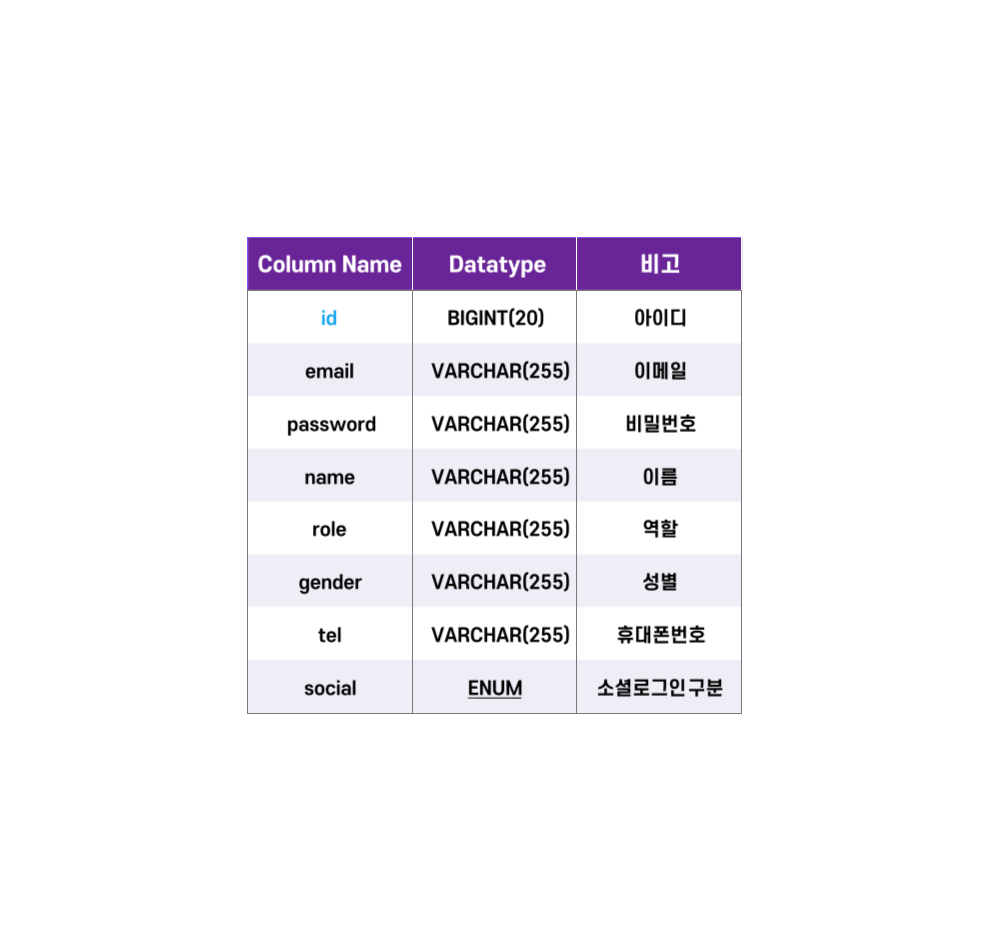 Column Name Datatype 비고
id BIGINT(20) 아이디
email VARCHAR(255) 이메일
password VARCHAR(255) 비밀번호
name VARCHAR(255) 이름
role VARCHAR(255) 역할
gender VARCHAR(255) 성별
tel VARCHAR(255) 휴대폰번호
social ENUM 소셜로그인구분